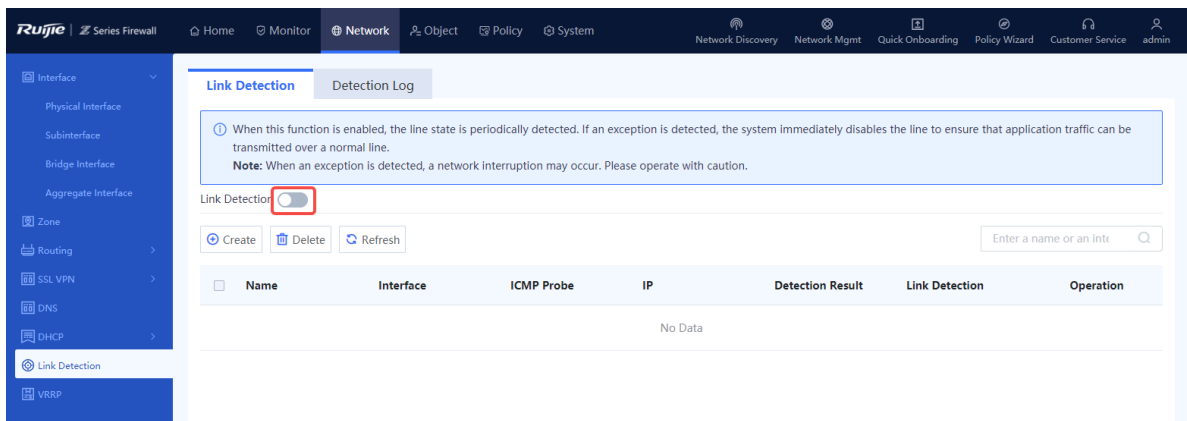 Ruijie | Z Series Firewall
Home
Monitor
Network
Object
Policy
System
Network Discovery
Network Mgmt
Quick Onboarding
Policy Wizard
Customer Service
admin
Interface
Physical Interface
Subinterface
Bridge Interface
Aggregate Interface
Zone
Routing
SSL VPN
DNS
DHCP
Link Detection
VRRP
Link Detection
Detection Log
When this function is enabled, the line state is periodically detected. If an exception is detected, the system immediately disables the line to ensure that application traffic can be
transmitted over a normal line.
Note: When an exception is detected, a network interruption may occur. Please operate with caution.
Link Detection
Create
Delete
Refresh
Enter a name or an inte
Name
Interface
ICMP Probe
IP
Detection Result
Link Detection
Operation
No Data